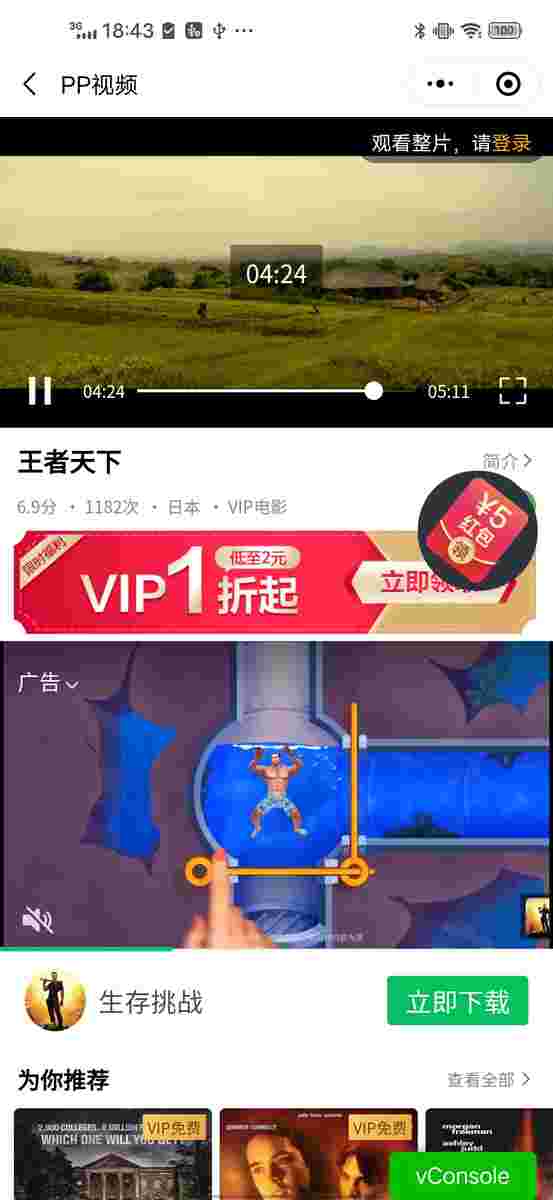 3G 18:43 100
PP视频
观看整片，请登录
04:24
04:24 05:11
王者天下
简介
6.9分 · 1182次 · 日本 · VIP电影
限时福利
VIP1折起
低至2元
立即领
¥5
红包
领
广告
生存挑战
立即下载
为你推荐
查看全部
VIP免费
WHICH ONE WILL YOU GET?
VIP免费
morgan
freeman
ashley
judd
vConsole